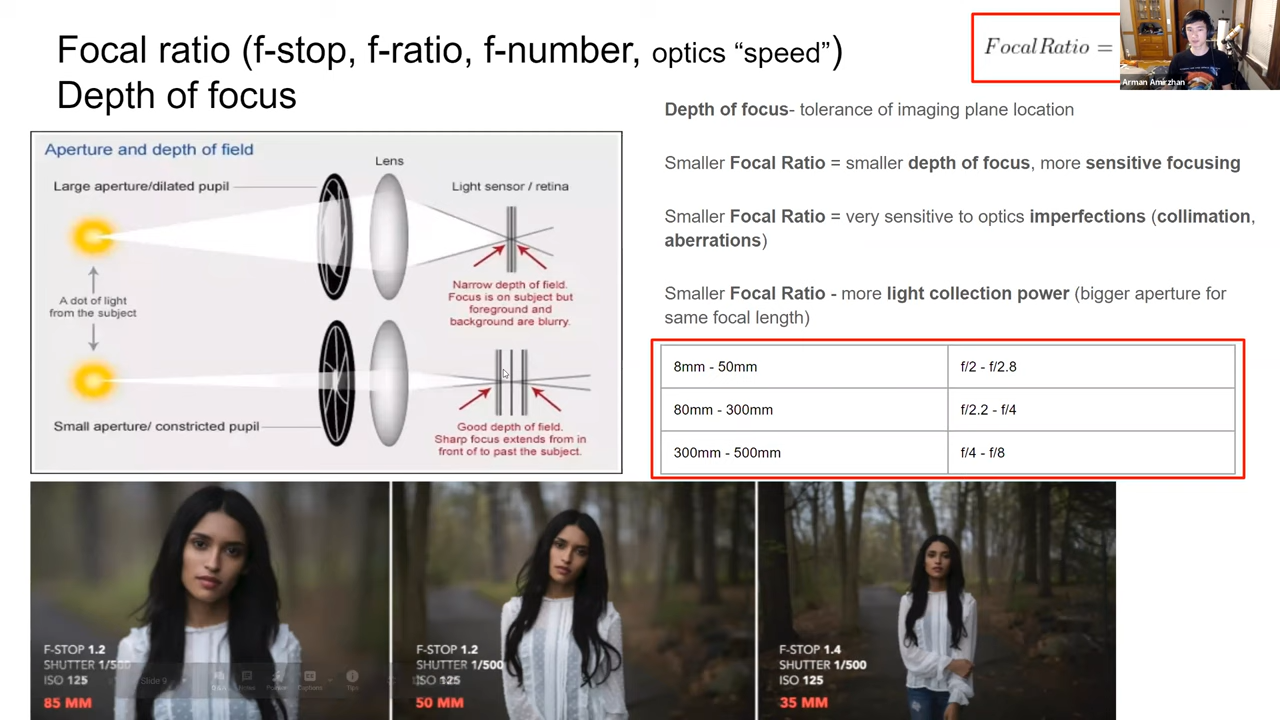 Focal ratio (f-stop, f-ratio, f-number, optics “speed”)
Depth of focus
FocalRatio =
Arman Amirzhan
Depth of focus- tolerance of imaging plane location
Smaller Focal Ratio = smaller depth of focus, more sensitive focusing
Smaller Focal Ratio = very sensitive to optics imperfections (collimation,
aberrations)
Smaller Focal Ratio - more light collection power (bigger aperture for
same focal length)
8mm - 50mm f/2 - f/2.8
80mm - 300mm f/2.2 - f/4
300mm - 500mm f/4 - f/8
Aperture and depth of field
Lens
Large aperture/dilated pupil
Light sensor / retina
Narrow depth of field.
Focus is on subject but
foreground and
background are blurry.
A dot of light
from the subject
Small aperture/ constricted pupil
Good depth of field.
Sharp focus extends from in
front of to past the subject.
F-STOP 1.2
SHUTTER 1/500
ISO 125
85 MM
F-STOP 1.2
SHUTTER 1/500
ISO 125
50 MM
F-STOP 1.4
SHUTTER 1/500
ISO 125
35 MM
Slide 9
Q&A
Notes
Pointer
Captions
Tips